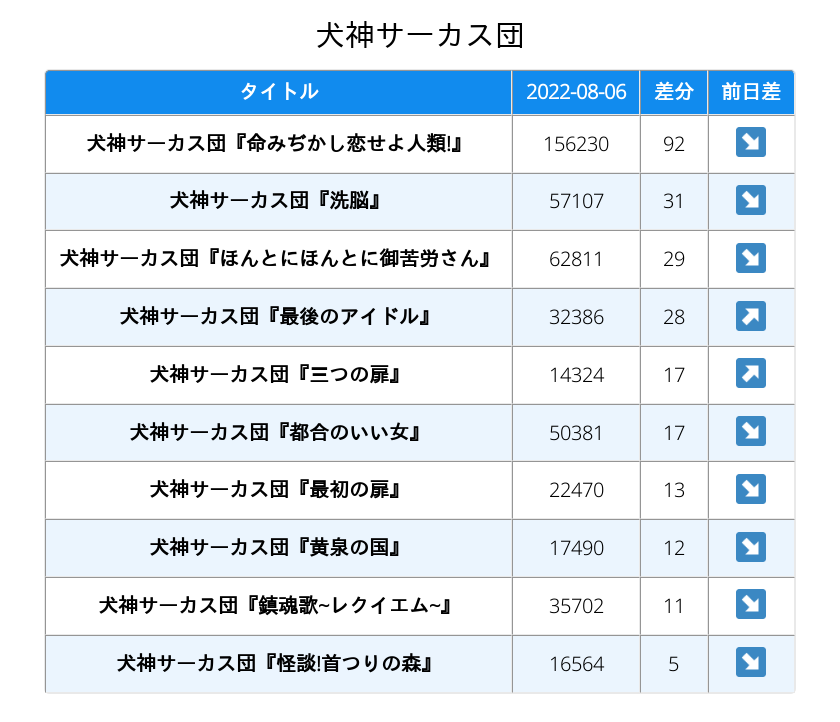 犬神サーカス団
タイトル 2022-08-06 差分 前日差
犬神サーカス団『命みぢかし恋せよ人類!』 156230 92 ↘
犬神サーカス団『洗脳』 57107 31 ↘
犬神サーカス団『ほんとにほんとに御苦労さん』 62811 29 ↘
犬神サーカス団『最後のアイドル』 32386 28 ↗
犬神サーカス団『三つの扉』 14324 17 ↗
犬神サーカス団『都合のいい女』 50381 17 ↘
犬神サーカス団『最初の扉』 22470 13 ↘
犬神サーカス団『黄泉の国』 17490 12 ↘
犬神サーカス団『鎮魂歌~レクイエム~』 35702 11 ↘
犬神サーカス団『怪談!首つりの森』 16564 5 ↘